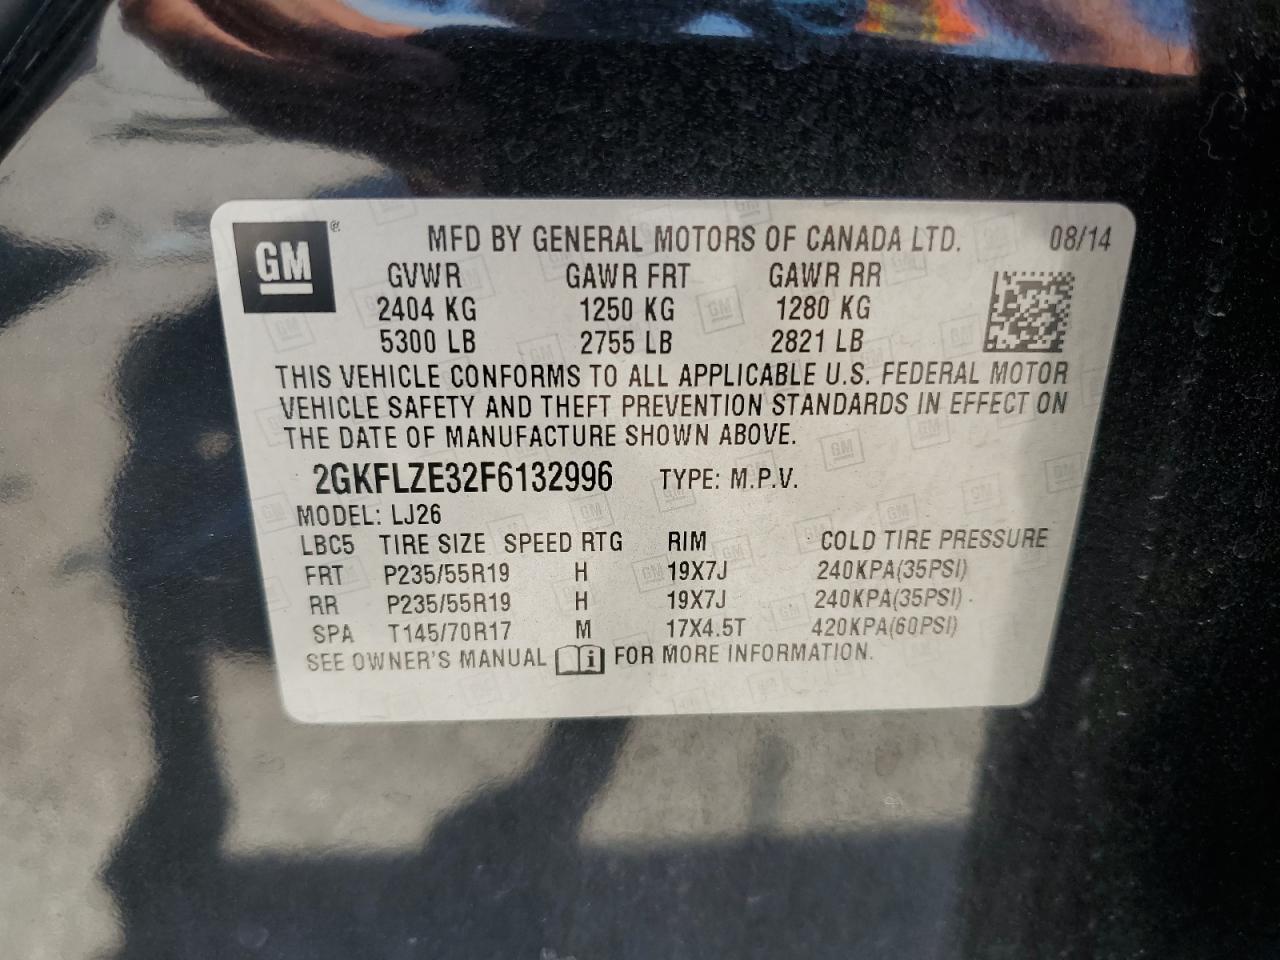 GM ®
MFD BY GENERAL MOTORS OF CANADA LTD. 08/14
GVWR GAWR FRT GAWR RR
2404 KG 1250 KG 1280 KG
5300 LB 2755 LB 2821 LB
THIS VEHICLE CONFORMS TO ALL APPLICABLE U.S. FEDERAL MOTOR
VEHICLE SAFETY AND THEFT PREVENTION STANDARDS IN EFFECT ON
THE DATE OF MANUFACTURE SHOWN ABOVE.
2GKFLZE32F6132996 TYPE: M.P.V.
MODEL: LJ26
LBC5 TIRE SIZE SPEED RTG RIM COLD TIRE PRESSURE
FRT P235/55R19 H 19X7J 240KPA(35PSI)
RR P235/55R19 H 19X7J 240KPA(35PSI)
SPA T145/70R17 M 17X4.5T 420KPA(60PSI)
SEE OWNER'S MANUAL i FOR MORE INFORMATION.